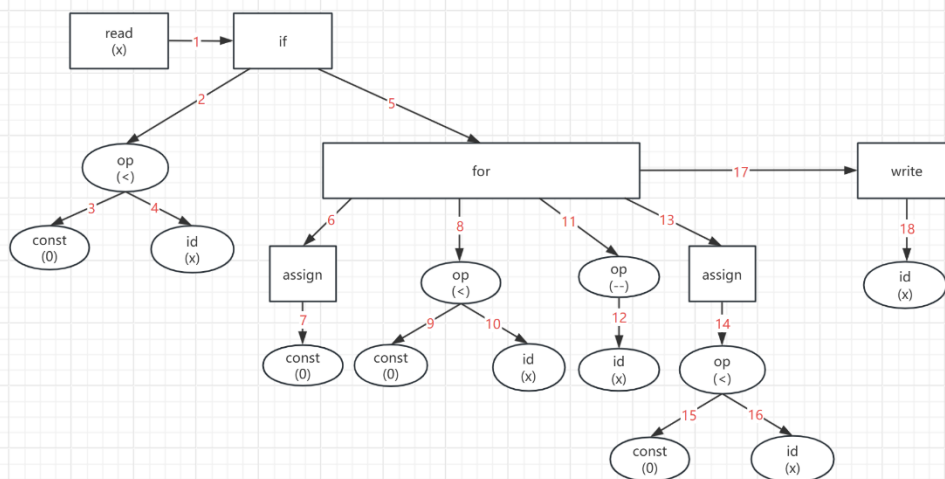 read
(x)
1
if
2
5
op
(<)
for
17
write
3
4
6
8
11
13
18
const
(0)
id
(x)
assign
op
(<)
op
(--)
assign
id
(x)
7
9
10
12
14
const
(0)
const
(0)
id
(x)
id
(x)
op
(<)
15
16
const
(0)
id
(x)